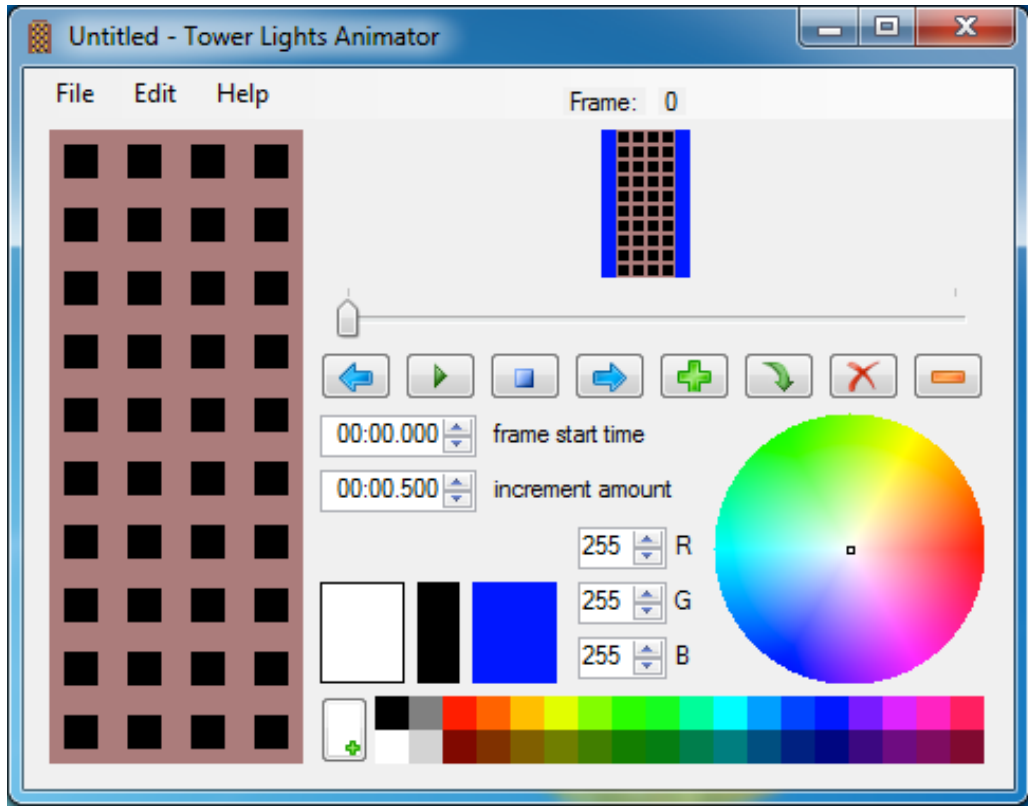 Untitled - Tower Lights Animator
File Edit Help
Frame: 0
00:00.000 frame start time
00:00.500 increment amount
255 R
255 G
255 B